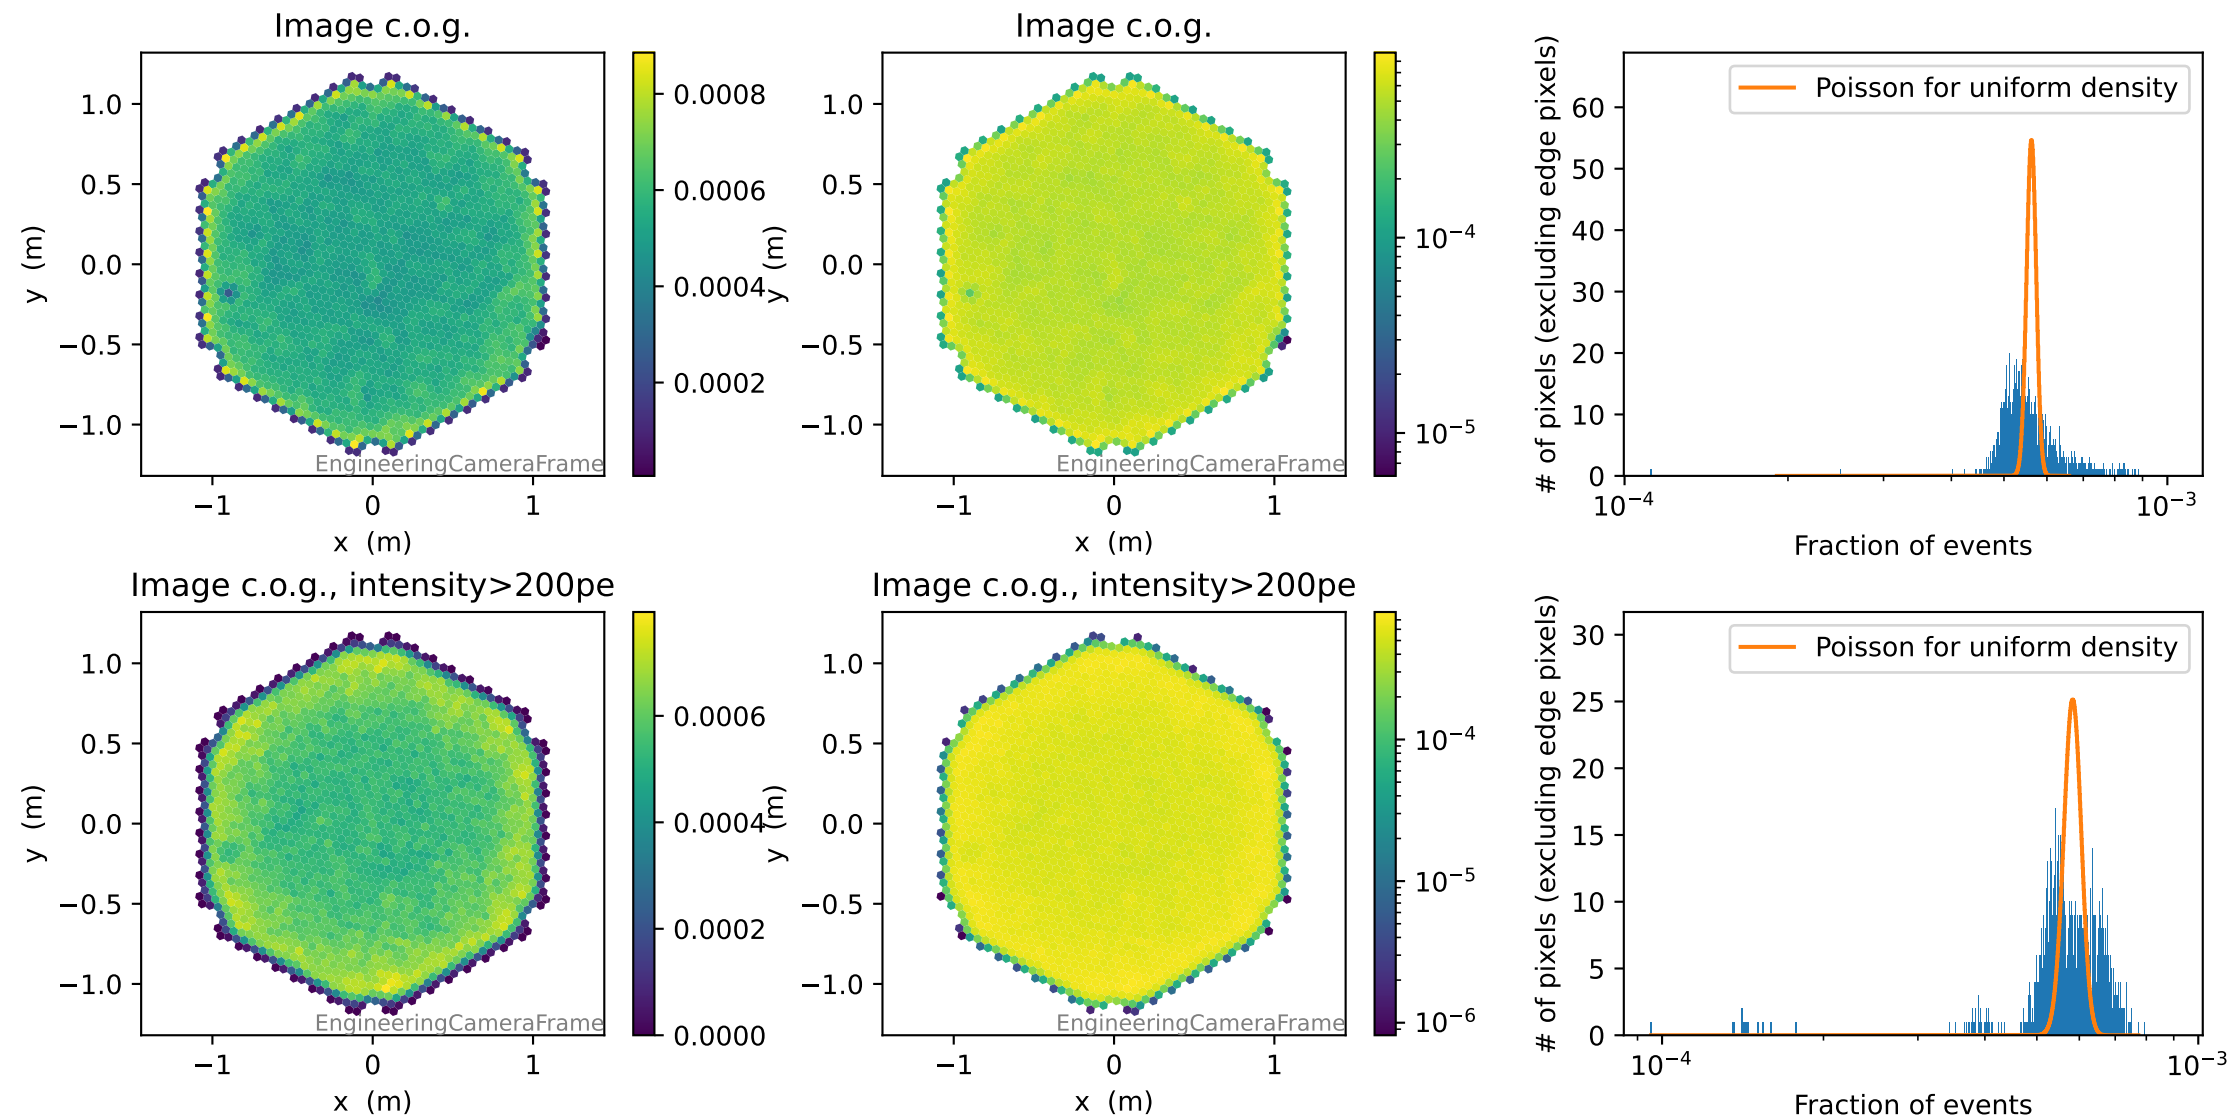 Image c.o.g.
1.0
0.5
0.0
−0.5
−1.0
y (m)
−1
0
1
x (m)
EngineeringCameraFrame
0.0008
0.0006
0.0004
0.0002
Image c.o.g.
1.0
0.5
0.0
−0.5
−1.0
y (m)
−1
0
1
x (m)
EngineeringCameraFrame
10⁻⁴
10⁻⁵
Poisson for uniform density
60
50
40
30
20
10
0
# of pixels (excluding edge pixels)
10⁻⁴
10⁻³
Fraction of events
Image c.o.g., intensity>200pe
1.0
0.5
0.0
−0.5
−1.0
y (m)
−1
0
1
x (m)
EngineeringCameraFrame
0.0006
0.0004
0.0002
0.0000
Image c.o.g., intensity>200pe
1.0
0.5
0.0
−0.5
−1.0
y (m)
−1
0
1
x (m)
EngineeringCameraFrame
10⁻⁴
10⁻⁵
10⁻⁶
Poisson for uniform density
30
25
20
15
10
5
0
# of pixels (excluding edge pixels)
10⁻⁴
10⁻³
Fraction of events